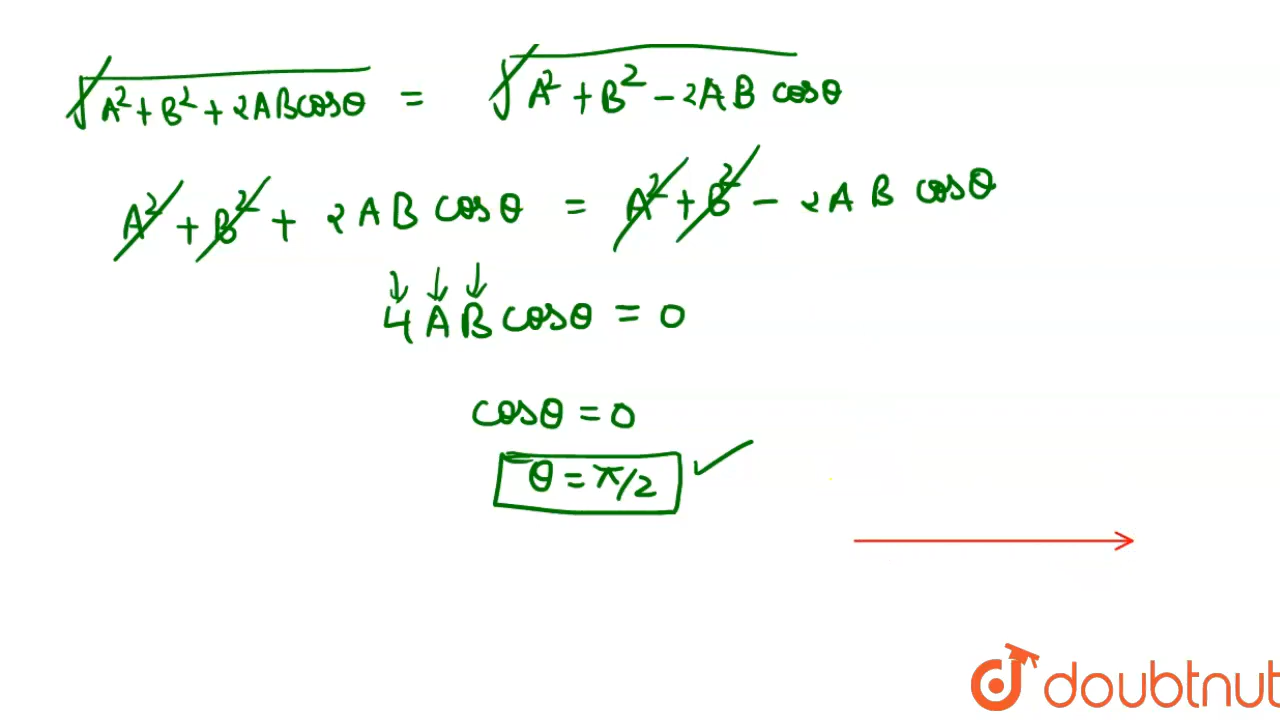 √A²+B²+2ABcosθ = √A²+B²-2AB cosθ
A²+B²+ 2AB cosθ = A²+B²- 2AB cosθ
4ABcosθ = 0
cosθ = 0
θ = π/2
doubtnut